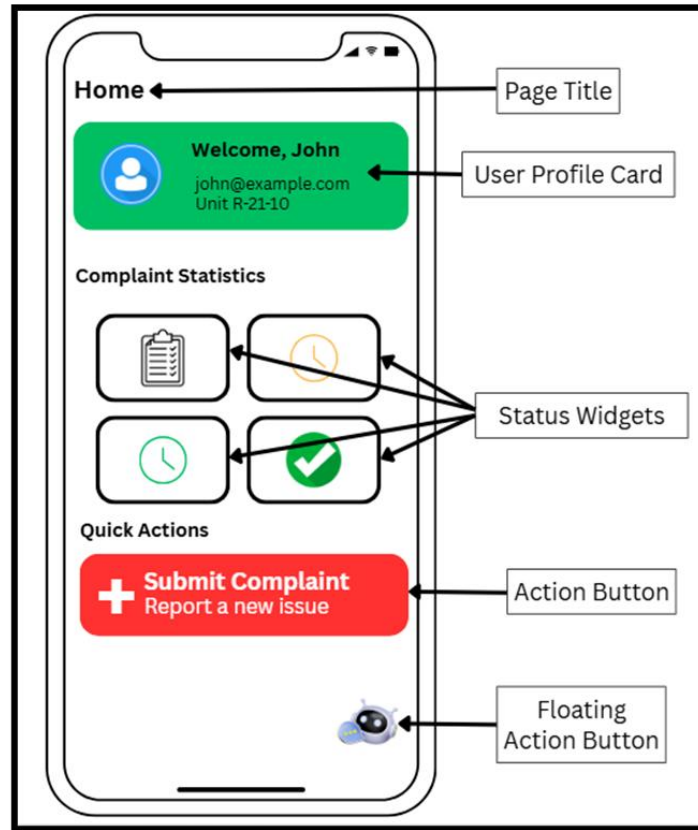 Home
Page Title
Welcome, John
john@example.com
Unit R-21-10
User Profile Card
Complaint Statistics
Status Widgets
Quick Actions
Submit Complaint
Report a new issue
Action Button
Floating
Action Button